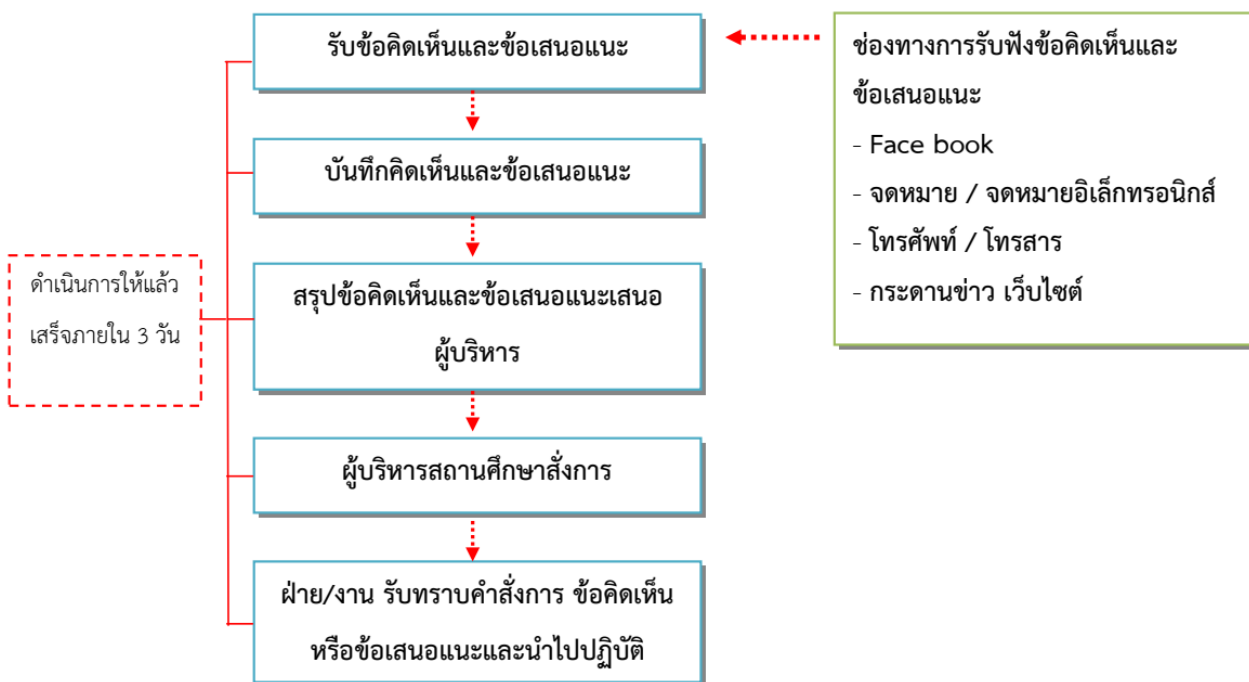 รับข้อคิดเห็นและข้อเสนอแนะ
บันทึกคิดเห็นและข้อเสนอแนะ
สรุปข้อคิดเห็นและข้อเสนอแนะเสนอ
ผู้บริหาร
ผู้บริหารสถานศึกษาสั่งการ
ฝ่าย/งาน รับทราบคำสั่งการ ข้อคิดเห็น
หรือข้อเสนอแนะและนำไปปฏิบัติ
ดำเนินการให้แล้ว
เสร็จภายใน 3 วัน
ช่องทางการรับฟังข้อคิดเห็นและ
ข้อเสนอแนะ
- Face book
- จดหมาย / จดหมายอิเล็กทรอนิกส์
- โทรศัพท์ / โทรสาร
- กระดานข่าว เว็บไซต์